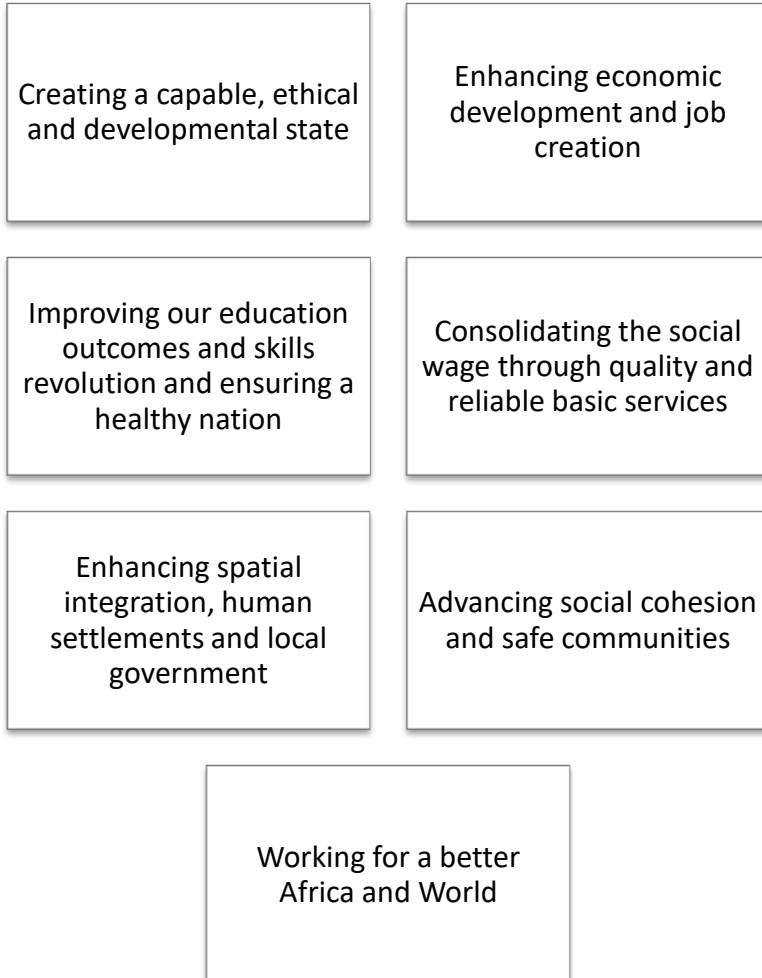 Creating a capable, ethical
and developmental state
Enhancing economic
development and job
creation
Improving our education
outcomes and skills
revolution and ensuring a
healthy nation
Consolidating the social
wage through quality and
reliable basic services
Enhancing spatial
integration, human
settlements and local
government
Advancing social cohesion
and safe communities
Working for a better
Africa and World